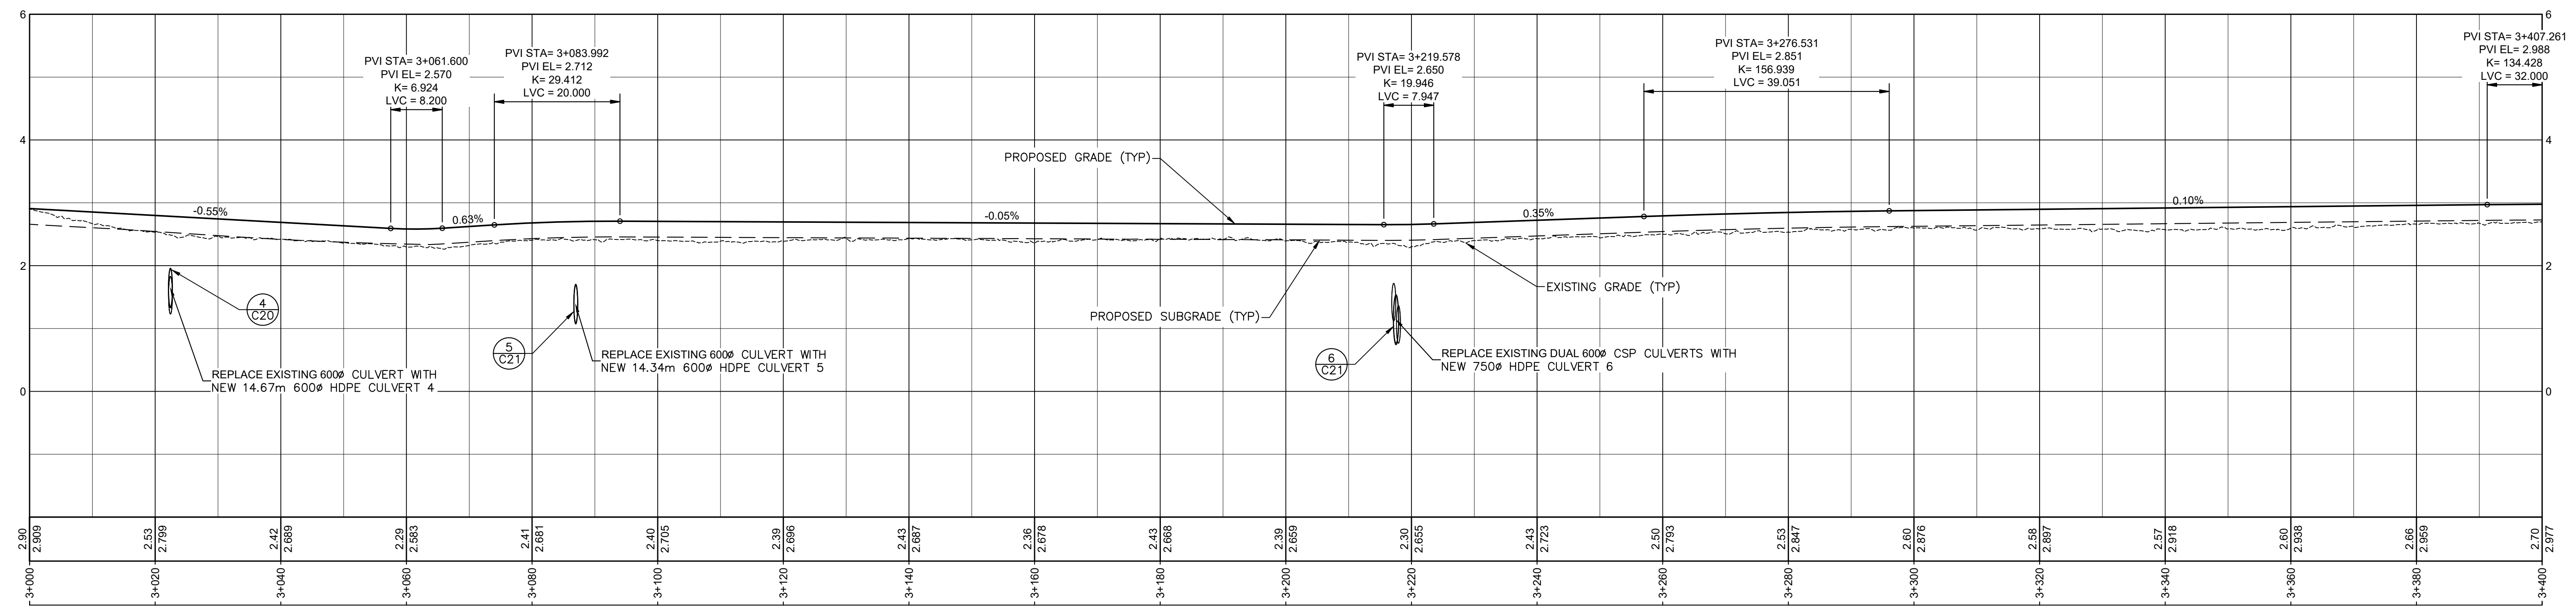 6
6
PVI STA= 3+061.600
PVI EL= 2.570
K= 6.924
LVC = 8.200
PVI STA= 3+083.992
PVI EL= 2.712
K= 29.412
LVC = 20.000
PVI STA= 3+219.578
PVI EL= 2.650
K= 19.946
LVC = 7.947
PVI STA= 3+276.531
PVI EL= 2.851
K= 156.939
LVC = 39.051
PVI STA= 3+407.261
PVI EL= 2.988
K= 134.428
LVC = 32.000
4
4
PROPOSED GRADE (TYP)
-0.55%
0.63%
-0.05%
0.35%
0.10%
2
2
4
C20
REPLACE EXISTING 600Ø CULVERT WITH
NEW 14.67m 600Ø HDPE CULVERT 4
5
C21
REPLACE EXISTING 600Ø CULVERT WITH
NEW 14.34m 600Ø HDPE CULVERT 5
PROPOSED SUBGRADE (TYP)
EXISTING GRADE (TYP)
6
C21
REPLACE EXISTING DUAL 600Ø CSP CULVERTS WITH
NEW 750Ø HDPE CULVERT 6
0
0
2.90
2.909
2.53
2.799
2.42
2.689
2.29
2.583
2.41
2.681
2.40
2.705
2.39
2.696
2.43
2.687
2.36
2.678
2.43
2.668
2.39
2.659
2.30
2.655
2.43
2.723
2.50
2.793
2.53
2.847
2.60
2.876
2.58
2.897
2.57
2.918
2.60
2.938
2.66
2.959
2.70
2.977
3+000
3+020
3+040
3+060
3+080
3+100
3+120
3+140
3+160
3+180
3+200
3+220
3+240
3+260
3+280
3+300
3+320
3+340
3+360
3+380
3+400